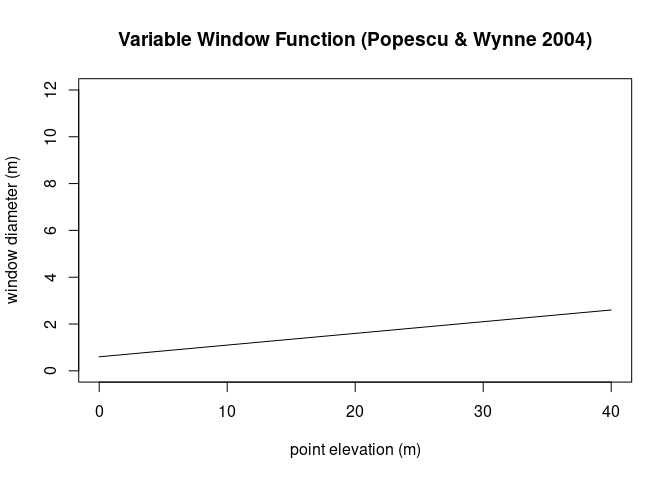 Variable Window Function (Popescu & Wynne 2004)
12
10
8
6
4
2
0
window diameter (m)
0 10 20 30 40
point elevation (m)